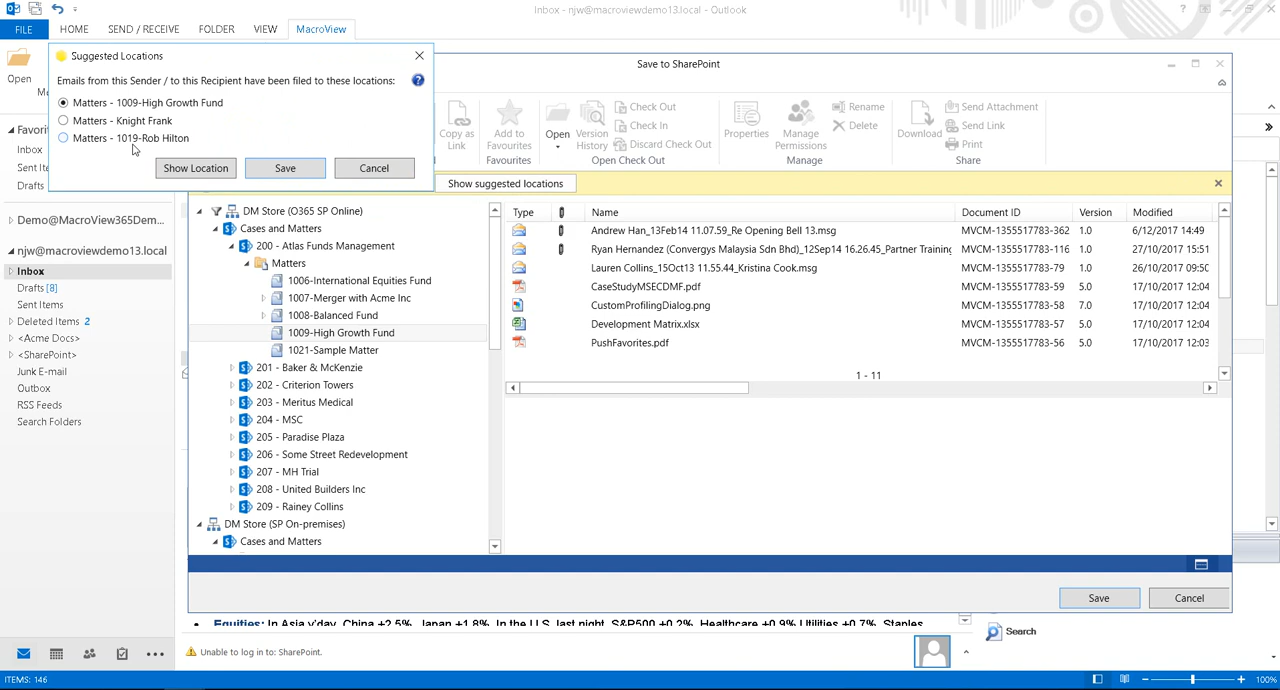 Inbox - njw@macroviewdemo13.local - Outlook
FILE HOME SEND / RECEIVE FOLDER VIEW MacroView
Suggested Locations
Emails from this Sender / to this Recipient have been filed to these locations:
Matters - 1009-High Growth Fund
Matters - Knight Frank
Matters - 1019-Rob Hilton
Show Location Save Cancel
Open
Favori
Inbox
Sent It
Drafts
Demo@MacroView365Dem...
njw@macroviewdemo13.local
Inbox
Drafts [8]
Sent Items
Deleted Items 2
<Acme Docs>
<SharePoint>
Junk E-mail
Outbox
RSS Feeds
Search Folders
Save to SharePoint
Copy as Link
Add to Favourites
Favourites
Open
Version History
Check Out
Check In
Discard Check Out
Open Check Out
Properties
Manage Permissions
Rename
Delete
Manage
Download
Send Attachment
Send Link
Print
Share
Show suggested locations
DM Store (O365 SP Online)
Cases and Matters
200 - Atlas Funds Management
Matters
1006-International Equities Fund
1007-Merger with Acme Inc
1008-Balanced Fund
1009-High Growth Fund
1021-Sample Matter
201 - Baker & McKenzie
202 - Criterion Towers
203 - Meritus Medical
204 - MSC
205 - Paradise Plaza
206 - Some Street Redevelopment
207 - MH Trial
208 - United Builders Inc
209 - Rainey Collins
DM Store (SP On-premises)
Cases and Matters
Type Name Document ID Version Modified
Andrew Han_13Feb14 11.07.59_Re Opening Bell 13.msg MVCM-1355517783-362 1.0 6/12/2017 14:49
Ryan Hernandez (Convergys Malaysia Sdn Bhd)_12Sep14 16.26.45_Partner Training MVCM-1355517783-116 1.0 27/10/2017 15:51
Lauren Collins_15Oct13 11.55.44_Kristina Cook.msg MVCM-1355517783-79 1.0 26/10/2017 09:50
CaseStudyMSECDMF.pdf MVCM-1355517783-59 5.0 17/10/2017 12:04
CustomProfilingDialog.png MVCM-1355517783-58 7.0 17/10/2017 12:04
Development Matrix.xlsx MVCM-1355517783-57 5.0 17/10/2017 12:04
PushFavorites.pdf MVCM-1355517783-56 5.0 17/10/2017 12:03
1 - 11
Save Cancel
• Equities: In Asia y'day, China +2.5%, Japan +1.8%. In the U.S. last night, S&P500 +0.2%, Healthcare +0.9% Utilities +0.7%, Staples
Search
Unable to log in to: SharePoint.
ITEMS: 146
100%